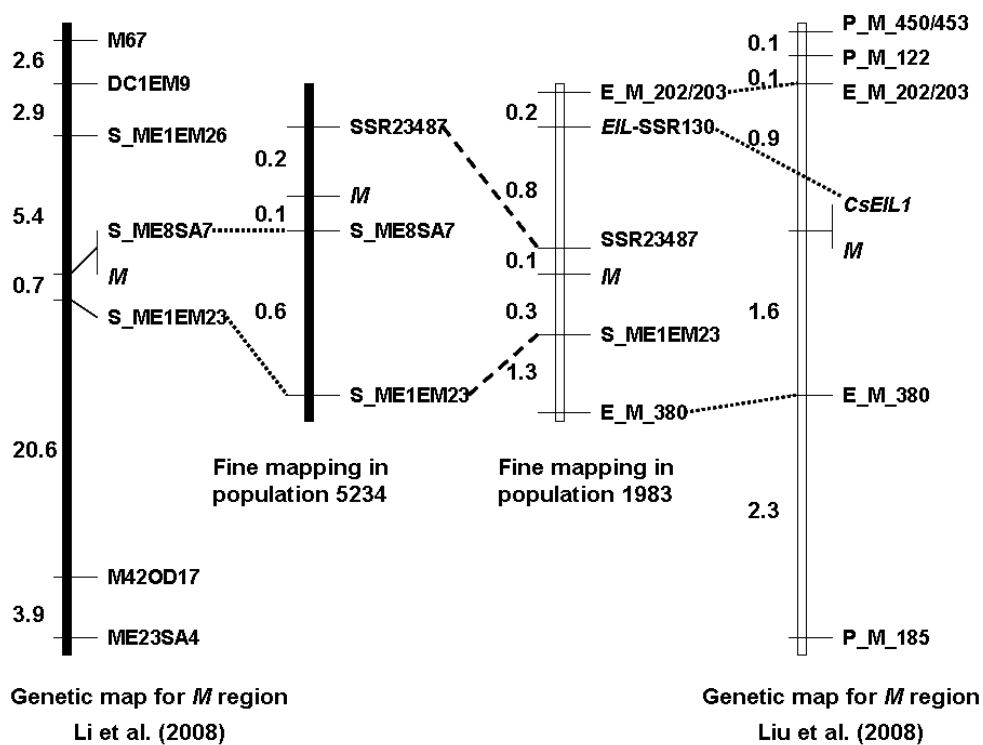 M67
2.6
DC1EM9
2.9
S_ME1EM26
5.4
S_ME8SA7
M
0.7
S_ME1EM23
20.6
M42OD17
3.9
ME23SA4
Genetic map for M region
Li et al. (2008)
SSR23487
0.2
M
0.1
S_ME8SA7
0.6
S_ME1EM23
Fine mapping in
population 5234
E_M_202/203
0.2
EIL-SSR130
0.8
SSR23487
0.1
M
0.3
S_ME1EM23
1.3
E_M_380
Fine mapping in
population 1983
P_M_450/453
0.1
P_M_122
0.1
E_M_202/203
0.9
CsEIL1
M
1.6
E_M_380
2.3
P_M_185
Genetic map for M region
Liu et al. (2008)